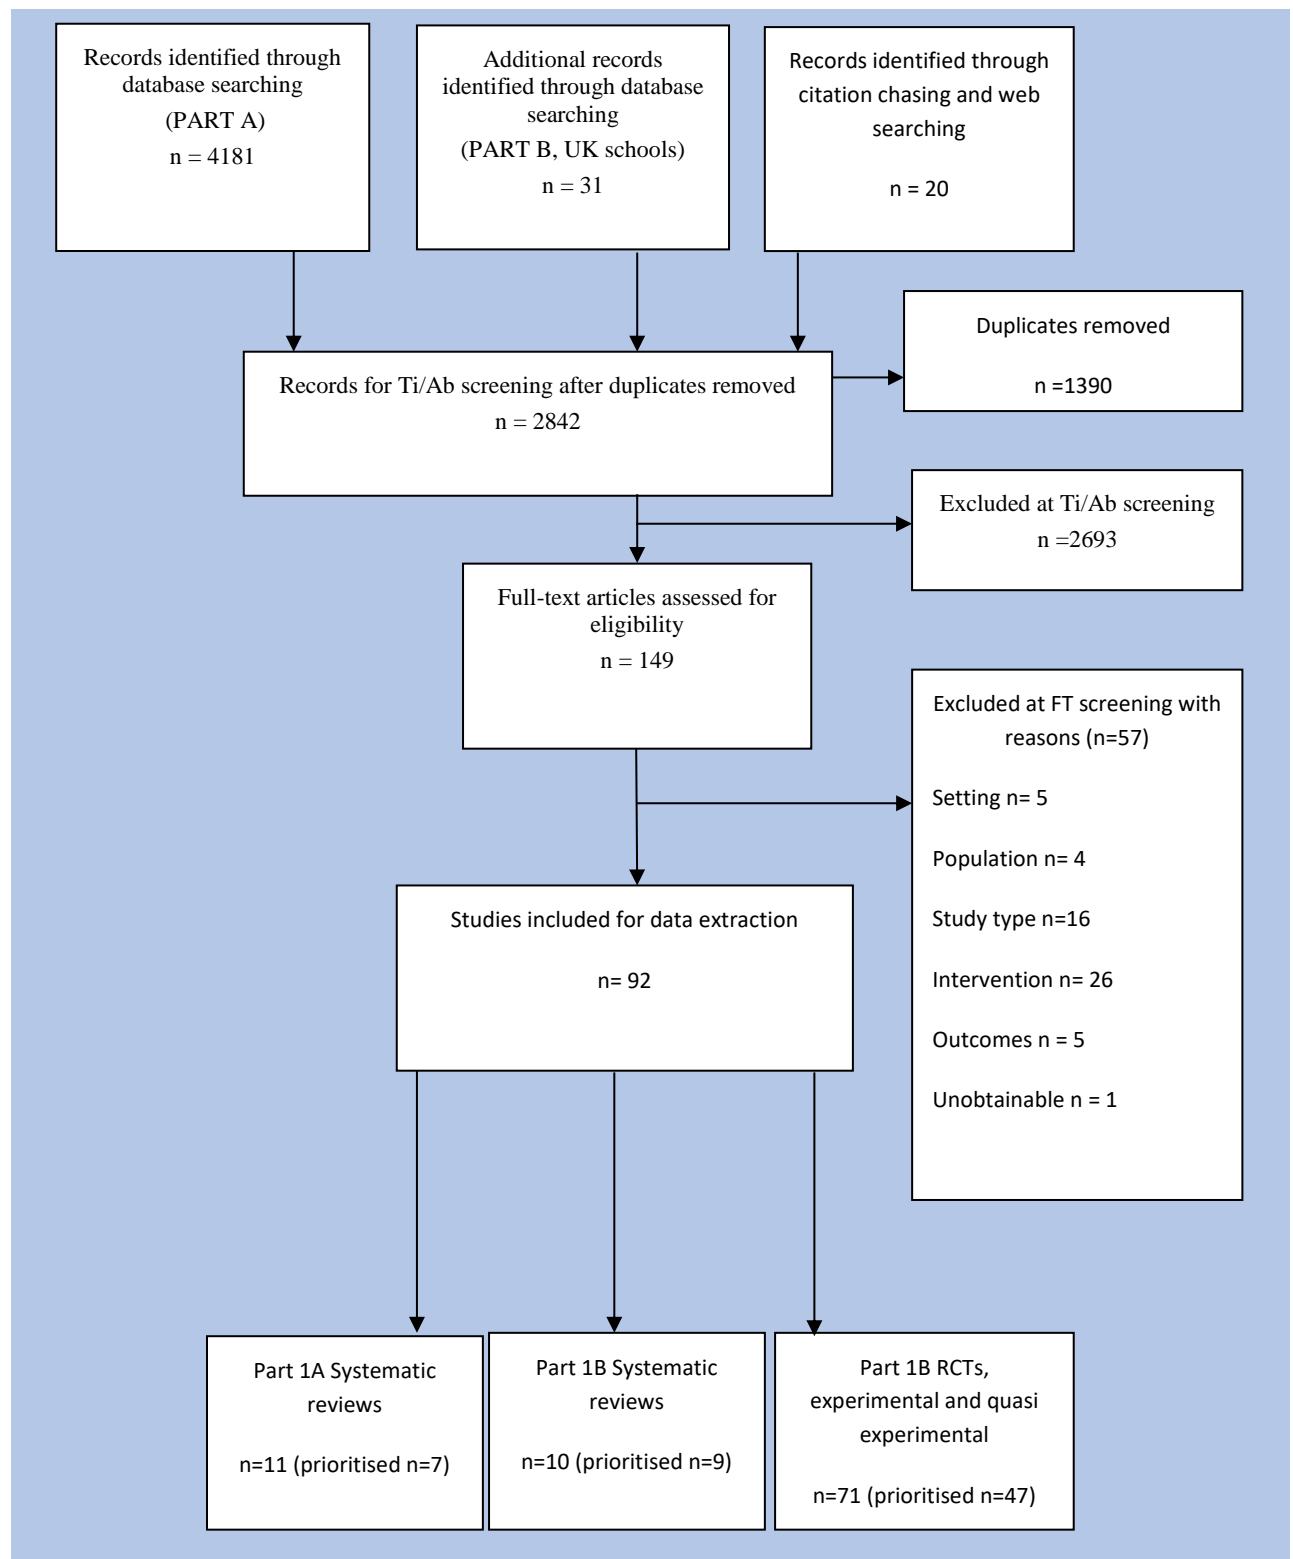 Records identified through
database searching
(PART A)
n = 4181
Additional records
identified through database
searching
(PART B, UK schools)
n = 31
Records identified through
citation chasing and web
searching
n = 20
Duplicates removed
n =1390
Records for Ti/Ab screening after duplicates removed
n = 2842
Excluded at Ti/Ab screening
n =2693
Full-text articles assessed for
eligibility
n = 149
Excluded at FT screening with
reasons (n=57)
Setting n= 5
Population n= 4
Study type n=16
Intervention n= 26
Outcomes n = 5
Unobtainable n = 1
Studies included for data extraction
n= 92
Part 1A Systematic
reviews
n=11 (prioritised n=7)
Part 1B Systematic
reviews
n=10 (prioritised n=9)
Part 1B RCTs,
experimental and quasi
experimental
n=71 (prioritised n=47)